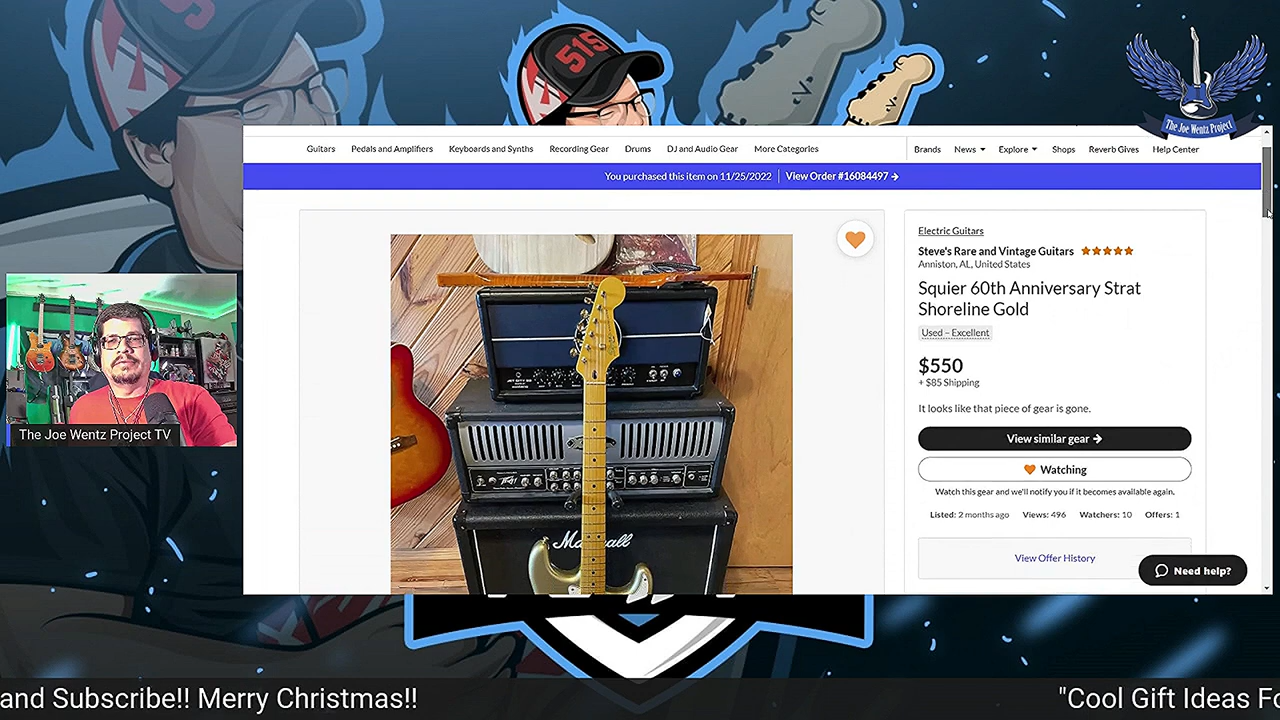 515
The Joe Wentz Project
Guitars Pedals and Amplifiers Keyboards and Synths Recording Gear Drums DJ and Audio Gear More Categories Brands News Explore Shops Reverb Gives Help Center
You purchased this item on 11/25/2022 View Order #16084497 →
Electric Guitars
Steve's Rare and Vintage Guitars
Anniston, AL, United States
Squier 60th Anniversary Strat
Shoreline Gold
Used – Excellent
$550
+ $85 Shipping
It looks like that piece of gear is gone.
View similar gear →
Watching
Watch this gear and we'll notify you if it becomes available again.
Listed: 2 months ago Views: 496 Watchers: 10 Offers: 1
View Offer History
Need help?
PEAVEY
Marshall
The Joe Wentz Project TV
and Subscribe!! Merry Christmas!!
"Cool Gift Ideas Fo